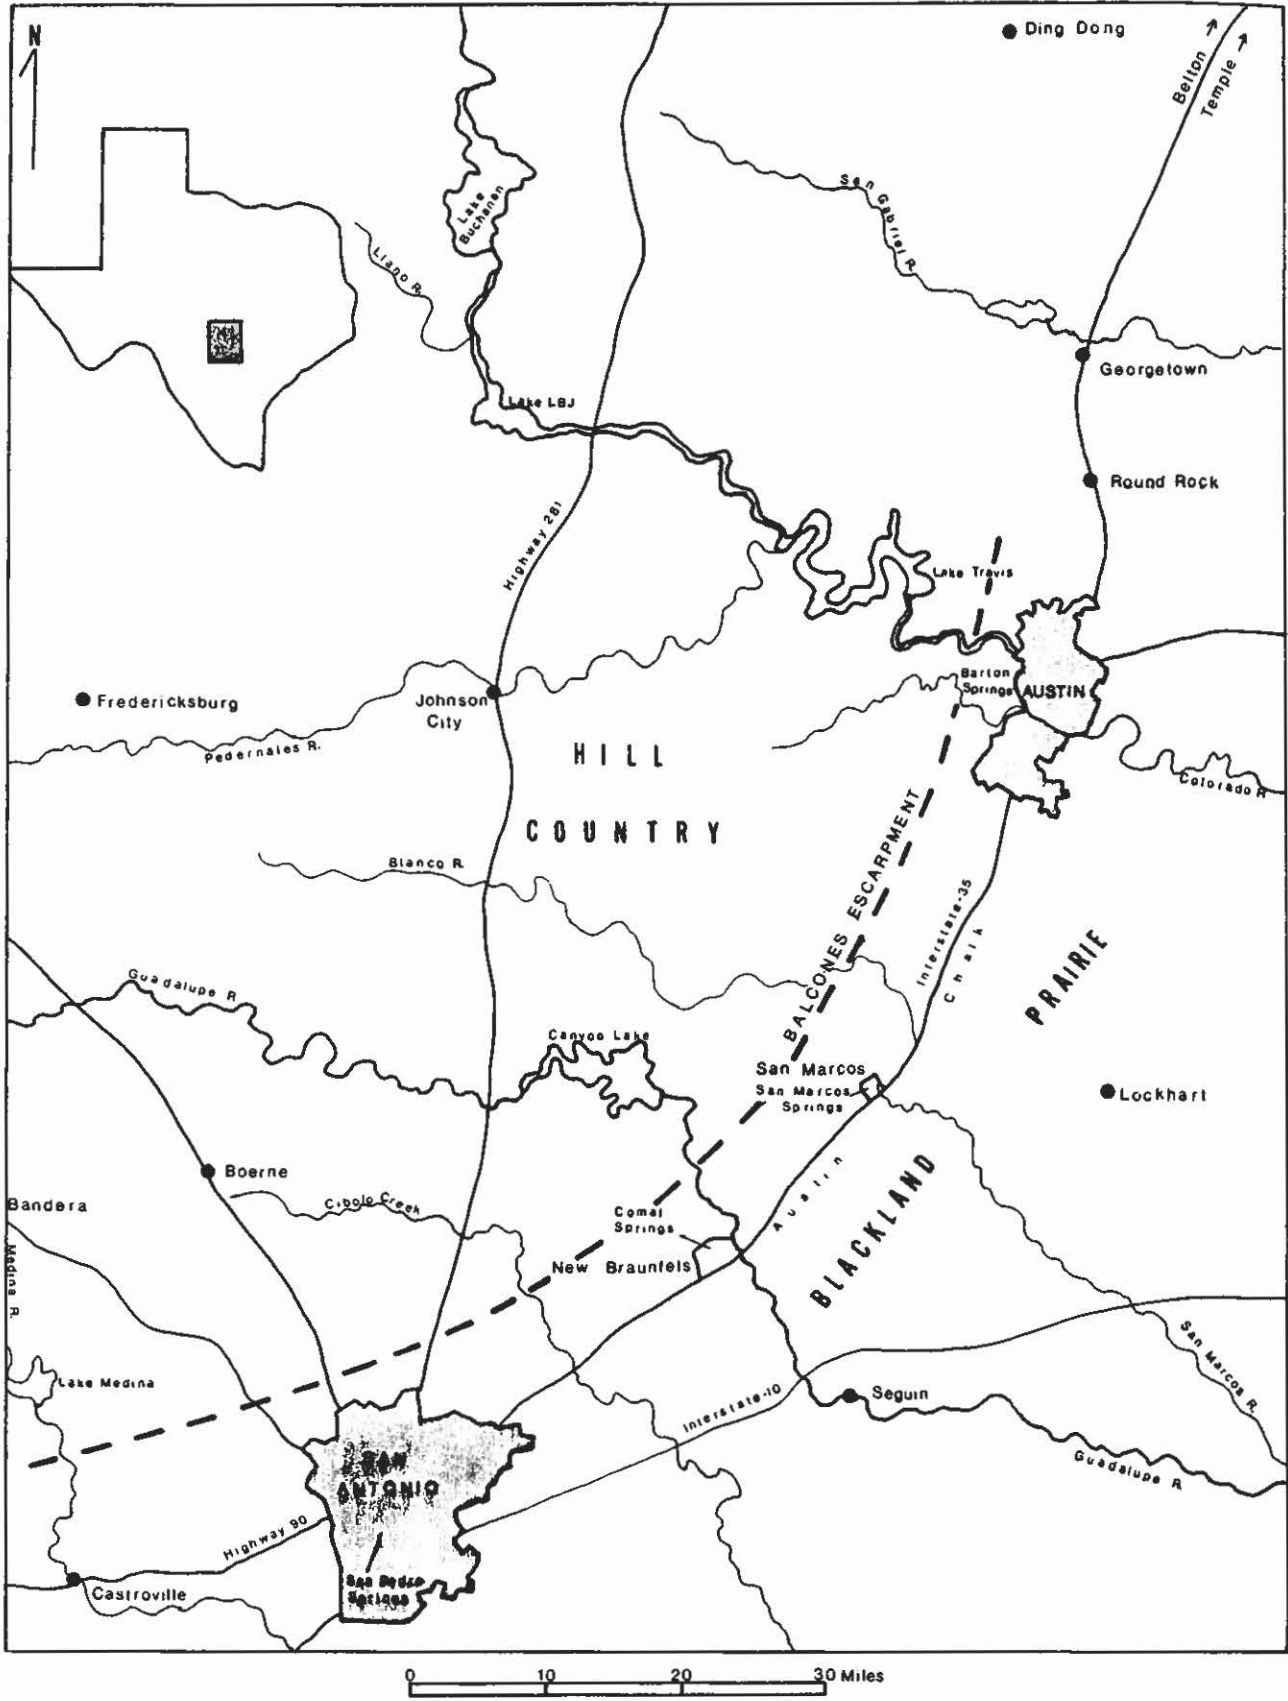 N
Ding Dong
Belton
Temple
San Gabriel R.
Lake
Buchanan
Llano R.
Georgetown
Lake LBJ
Round Rock
Highway 281
Lake Travis
Barton
Springs
AUSTIN
Fredericksburg
Johnson
City
Pedernales R.
HILL
COUNTRY
Colorado R
BALCONES ESCARPMENT
Blanco R.
Interstate-35
Chalk
PRAIRIE
Guadalupe R
Canyon Lake
San Marcos
San Marcos
Springs
Lockhart
Boerne
Bandera
Cibolo Creek
Medina R.
Comal
Springs
Austin
New Braunfels
BLACKLAND
San Marcos R.
Lake Medina
Seguin
Interstate-10
SAN
ANTONIO
Guadalupe R
Highway 90
San Pedro
Springs
Castroville
0 10 20 30 Miles